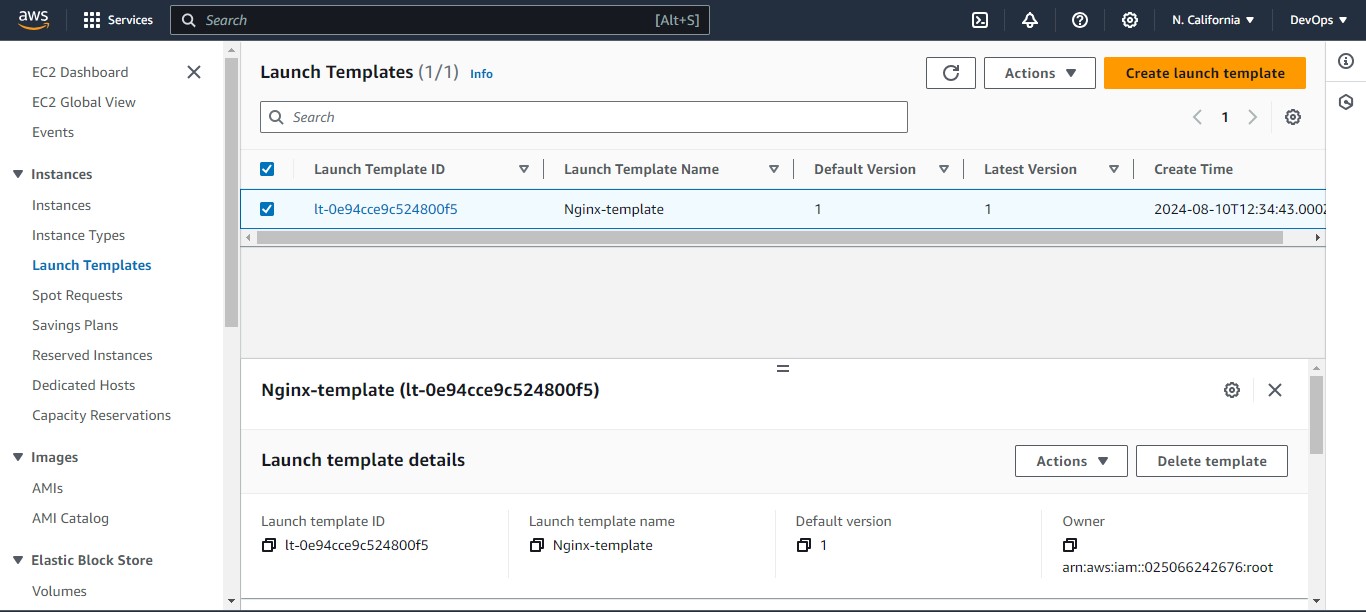 aws Services Search [Alt+S] N. California DevOps
EC2 Dashboard
EC2 Global View
Events
Instances
Instances
Instance Types
Launch Templates
Spot Requests
Savings Plans
Reserved Instances
Dedicated Hosts
Capacity Reservations
Images
AMIs
AMI Catalog
Elastic Block Store
Volumes
Launch Templates (1/1) Info Actions Create launch template
Search 1
Launch Template ID Launch Template Name Default Version Latest Version Create Time
lt-0e94cce9c524800f5 Nginx-template 1 1 2024-08-10T12:34:43.000Z
Nginx-template (lt-0e94cce9c524800f5)
Launch template details Actions Delete template
Launch template ID Launch template name Default version Owner
lt-0e94cce9c524800f5 Nginx-template 1
arn:aws:iam::025066242676:root